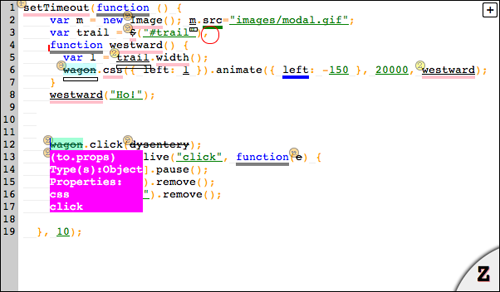 1 setTimeout(function () {
2 var m = new Image(); m.src="images/modal.gif";
3 var trail = $("#trail"),
4 function westward() {
5 var l = trail.width();
6 wagon.css({ left: l }).animate({ left: -150 }, 20000, westward);
7 }
8 westward("Ho!");
9
10
11
12 wagon.click(dysentery);
13 (to.props) live("click", function(e) {
14 Type(s):Object ).pause();
15 Properties: ").remove();
16 css ").remove();
17 click
18
19 }, 10);
Z